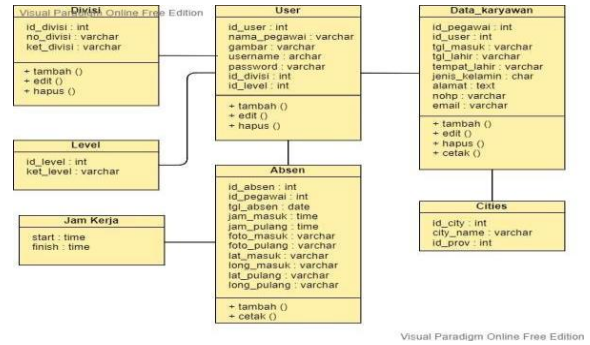 Visual Paradigm Online Free Edition
Divisi
id_divisi : int
no_divisi : varchar
ket_divisi : varchar
+ tambah ()
+ edit ()
+ hapus ()
User
id_user : int
nama_pegawai : varchar
gambar : varchar
username : archar
password : varchar
id_divisi : int
id_level : int
+ tambah ()
+ edit ()
+ hapus ()
Data_karyawan
id_pegawai : int
id_user : int
tgl_masuk : varchar
tgl_lahir : varchar
tempat_lahir : varchar
jenis_kelamin : char
alamat : text
nohp : varchar
email : varchar
+ tambah ()
+ edit ()
+ hapus ()
+ cetak ()
Level
id_level : int
ket_level : varchar
Absen
id_absen : int
id_pegawai : int
tgl_absen : date
jam_masuk : time
jam_pulang : time
foto_masuk : varchar
foto_pulang : varchar
lat_masuk : varchar
long_masuk : varchar
lat_pulang : varchar
long_pulang : varchar
+ tambah ()
+ cetak ()
Jam Kerja
start : time
finish : time
Cities
id_city : int
city_name : varchar
id_prov : int
Visual Paradigm Online Free Edition